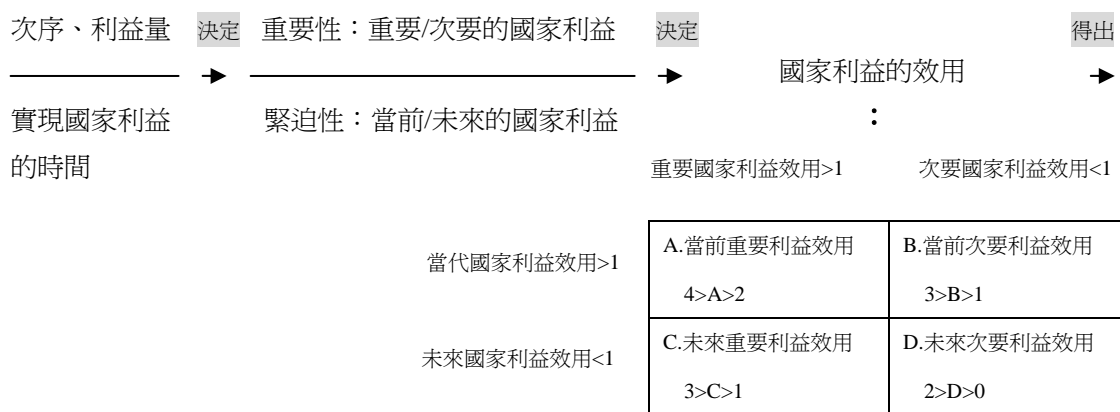 次序、利益量 決定 重要性：重要/次要的國家利益 決定 得出
國家利益的效用
實現國家利益 緊迫性：當前/未來的國家利益 ：
的時間 重要國家利益效用>1 次要國家利益效用<1
當代國家利益效用>1 A.當前重要利益效用 B.當前次要利益效用
4>A>2 3>B>1
未來國家利益效用<1 C.未來重要利益效用 D.未來次要利益效用
3>C>1 2>D>0